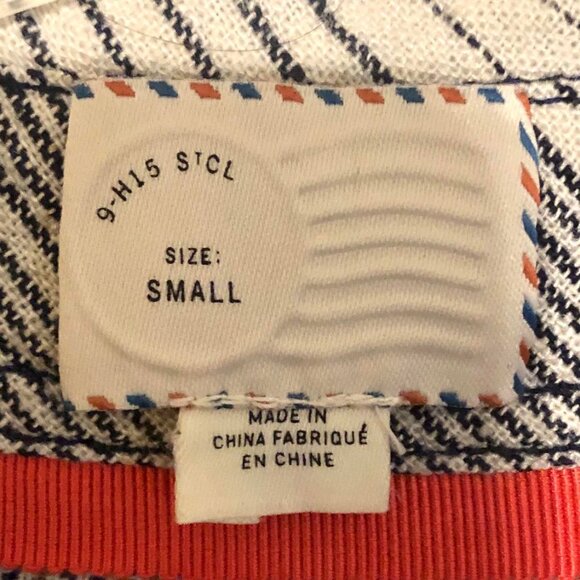 9-H15 STCL
SIZE:
SMALL
MADE IN
CHINA FABRIQUÉ
EN CHINE